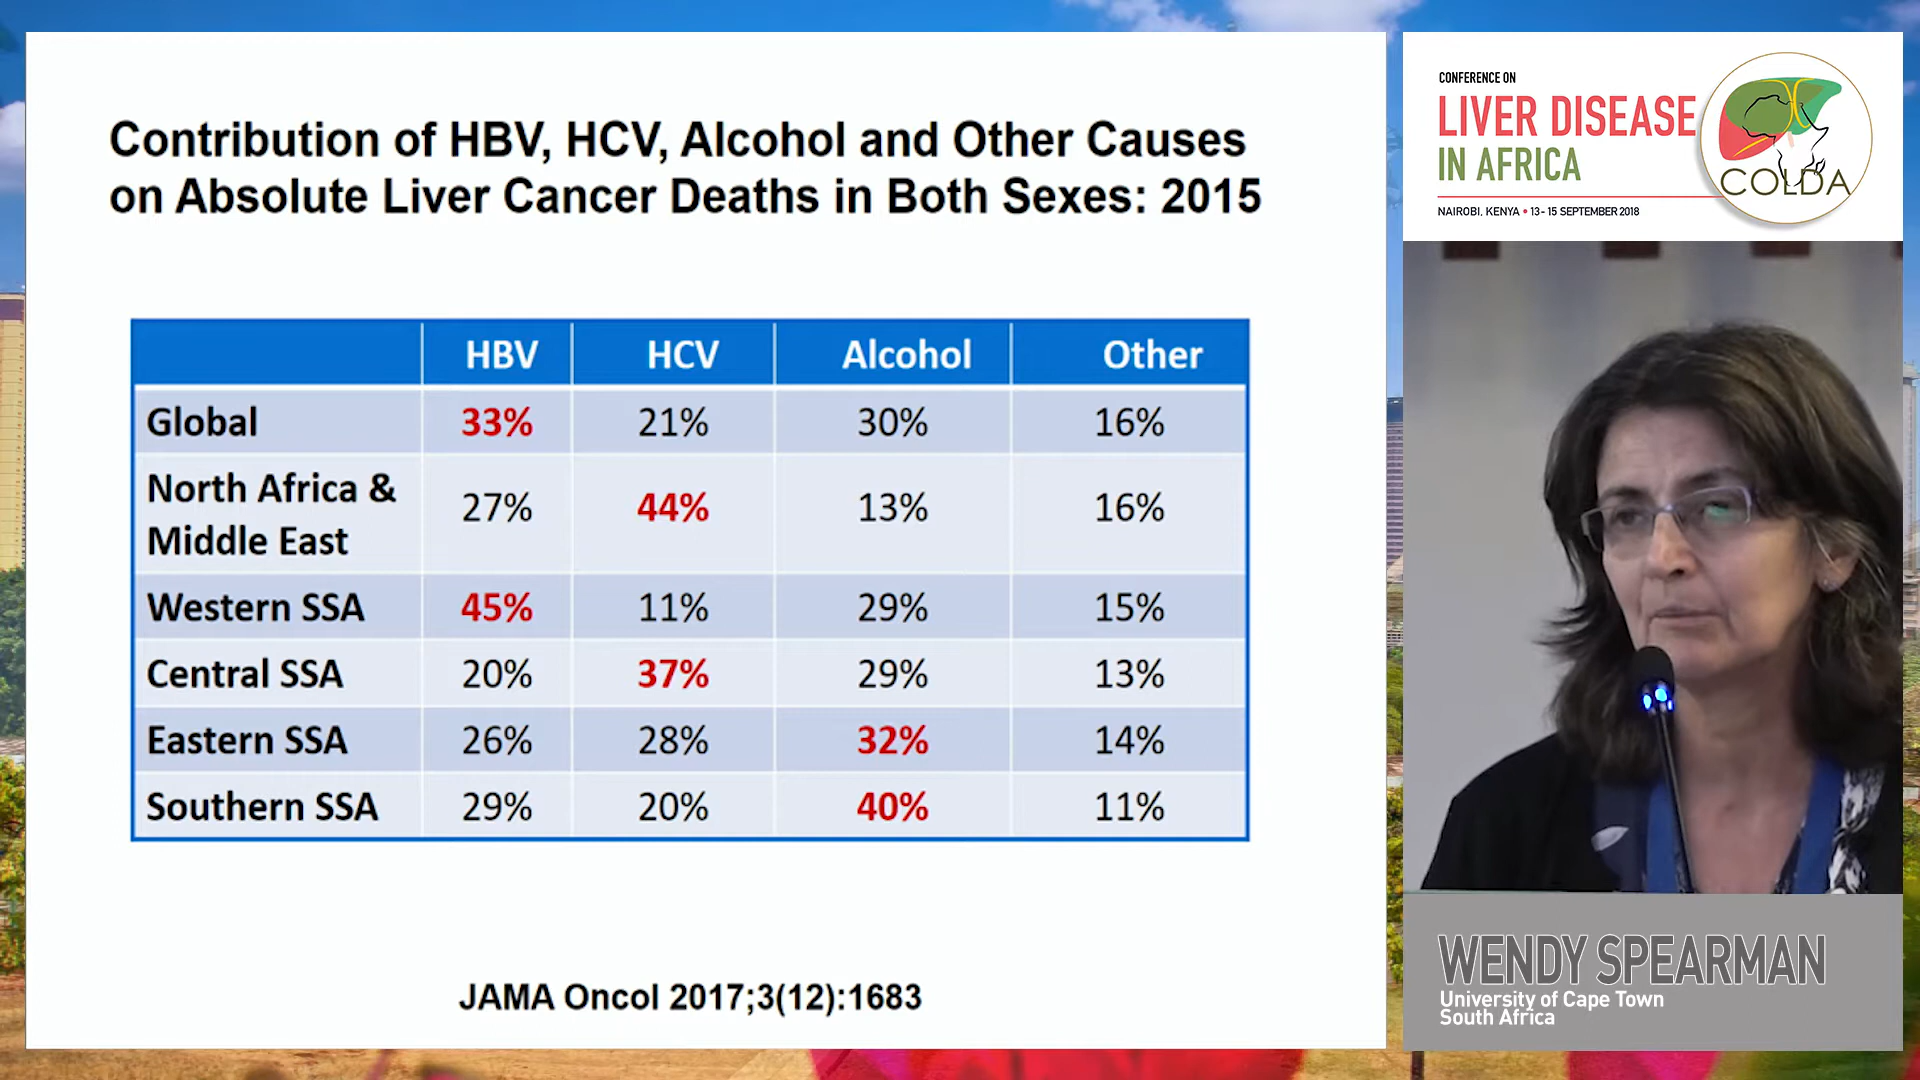 Contribution of HBV, HCV, Alcohol and Other Causes
on Absolute Liver Cancer Deaths in Both Sexes: 2015
HBV HCV Alcohol Other
Global 33% 21% 30% 16%
North Africa &
Middle East 27% 44% 13% 16%
Western SSA 45% 11% 29% 15%
Central SSA 20% 37% 29% 13%
Eastern SSA 26% 28% 32% 14%
Southern SSA 29% 20% 40% 11%
JAMA Oncol 2017;3(12):1683
CONFERENCE ON
LIVER DISEASE
IN AFRICA
NAIROBI, KENYA • 13-15 SEPTEMBER 2018
COLDA
WENDY SPEARMAN
University of Cape Town
South Africa